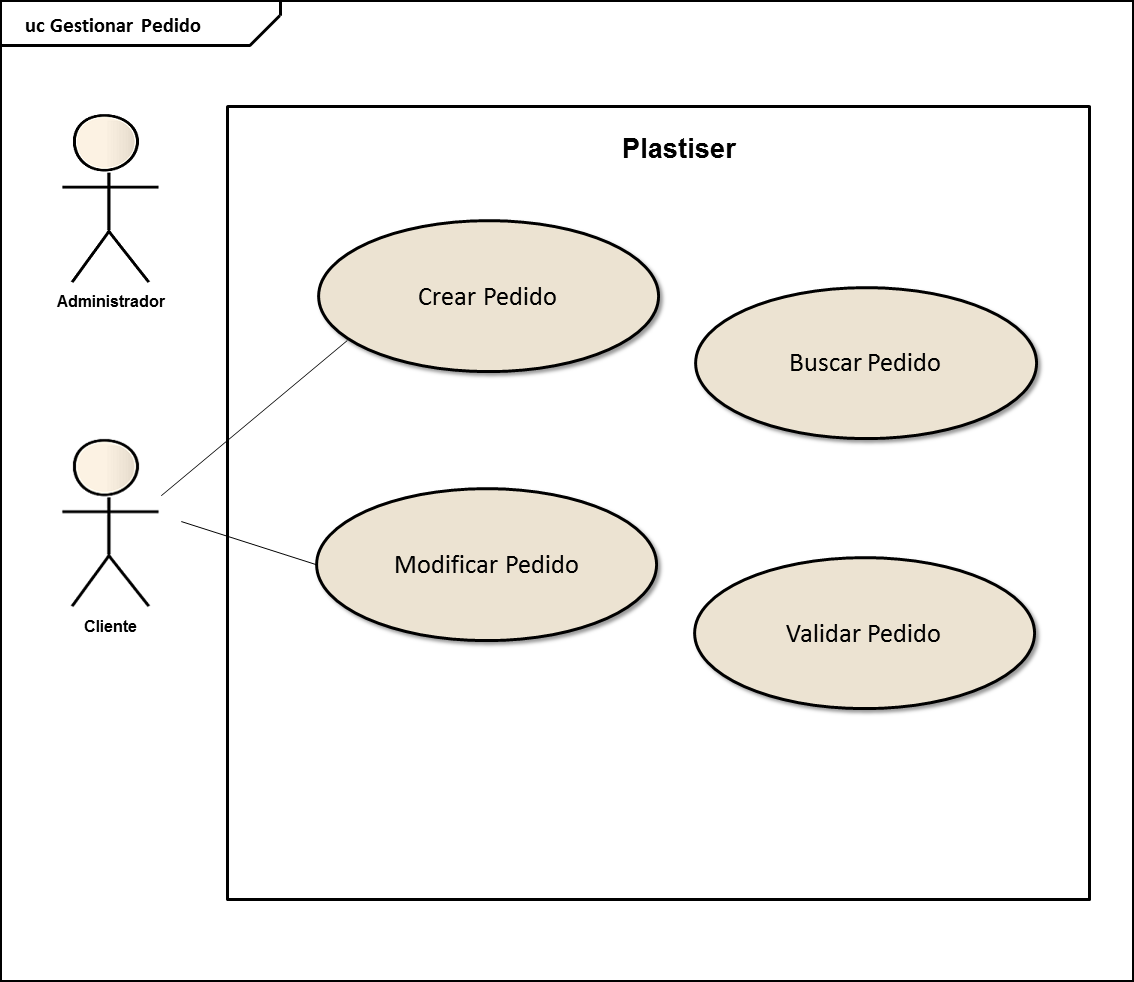 uc Gestionar Pedido
Plastiser
Administrador
Crear Pedido
Buscar Pedido
Cliente
Modificar Pedido
Validar Pedido